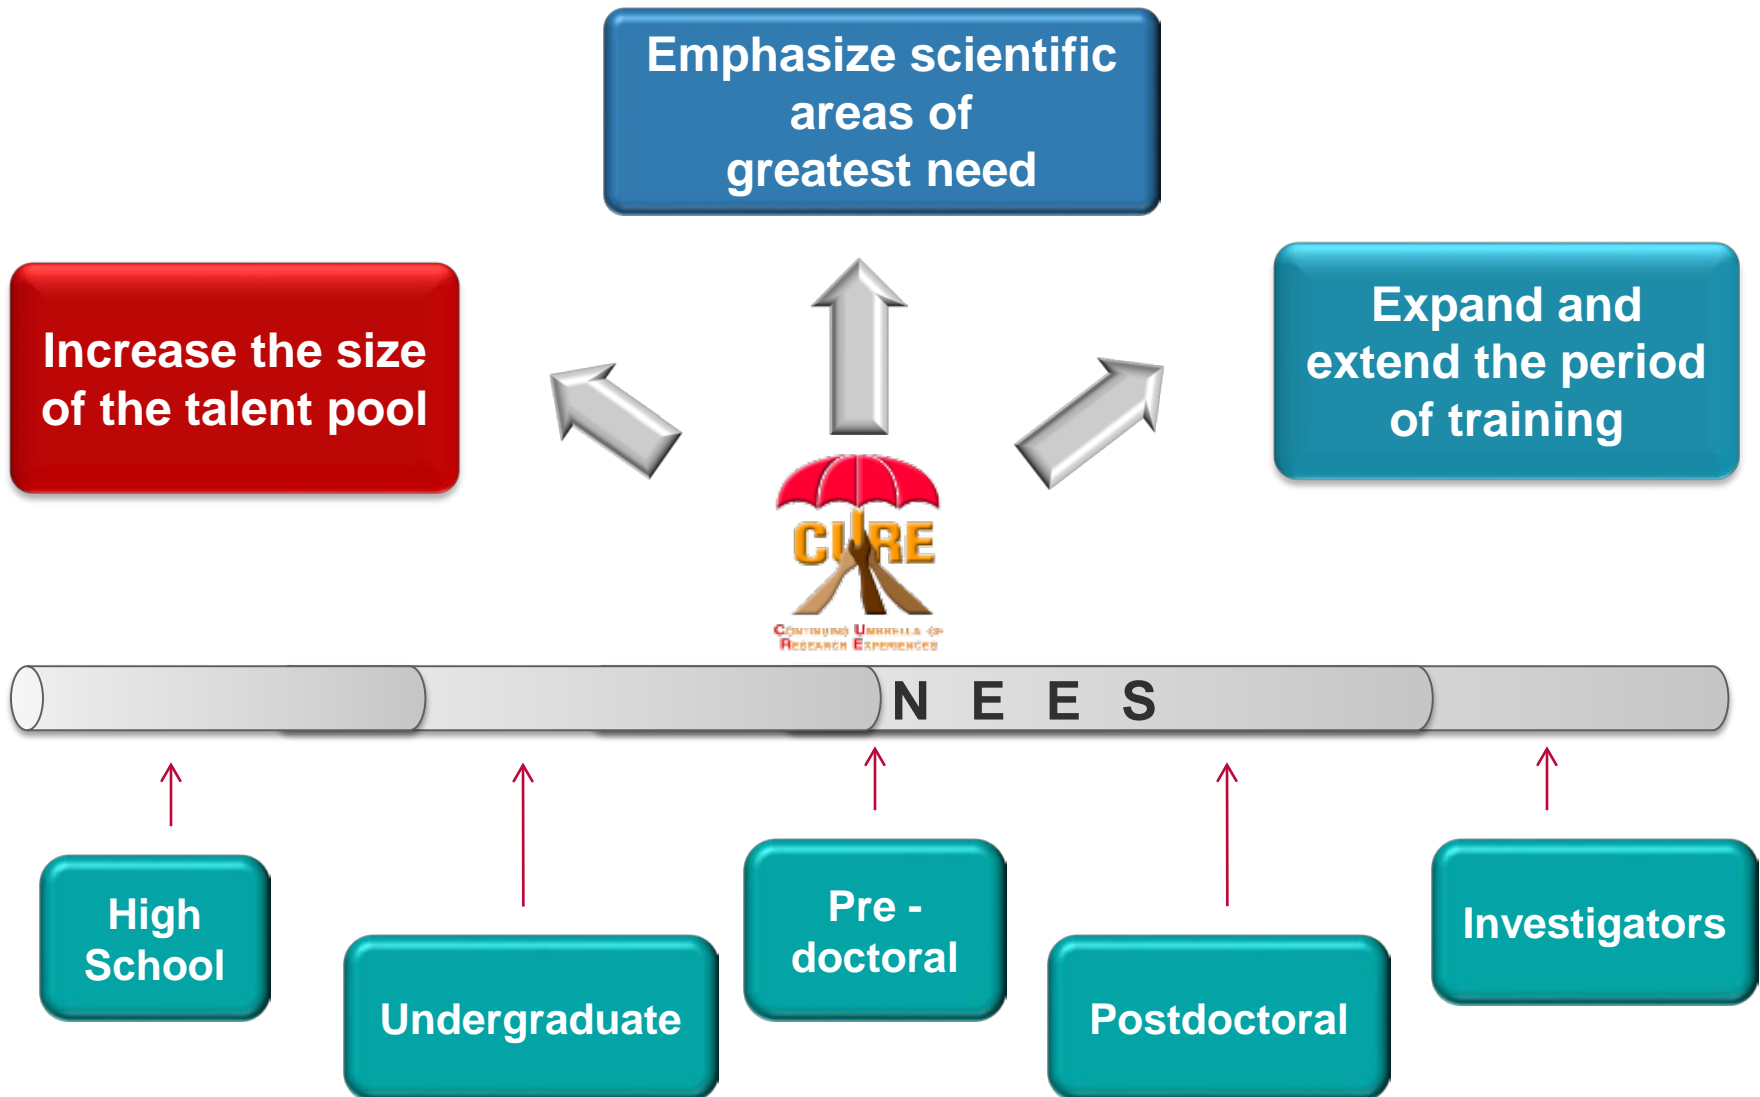 Emphasize scientific
areas of
greatest need
Increase the size
of the talent pool
Expand and
extend the period
of training
CURE
CONTINUING UMBRELLA OF
RESEARCH EXPERIENCES
N E E S
High
School
Undergraduate
Pre -
doctoral
Postdoctoral
Investigators